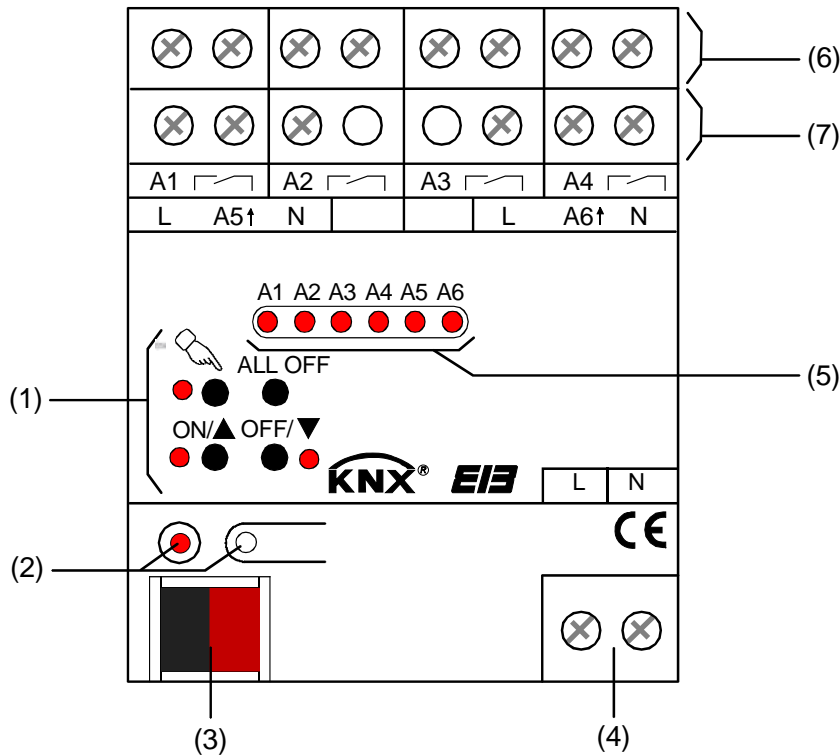 (6)
(7)
A1 A2 A3 A4
L A5↑ N L A6↑ N
A1 A2 A3 A4 A5 A6
ALL OFF
(5)
(1)
ON/▲ OFF/▼
KNX® EIB
L N
CE
(2)
(3)
(4)